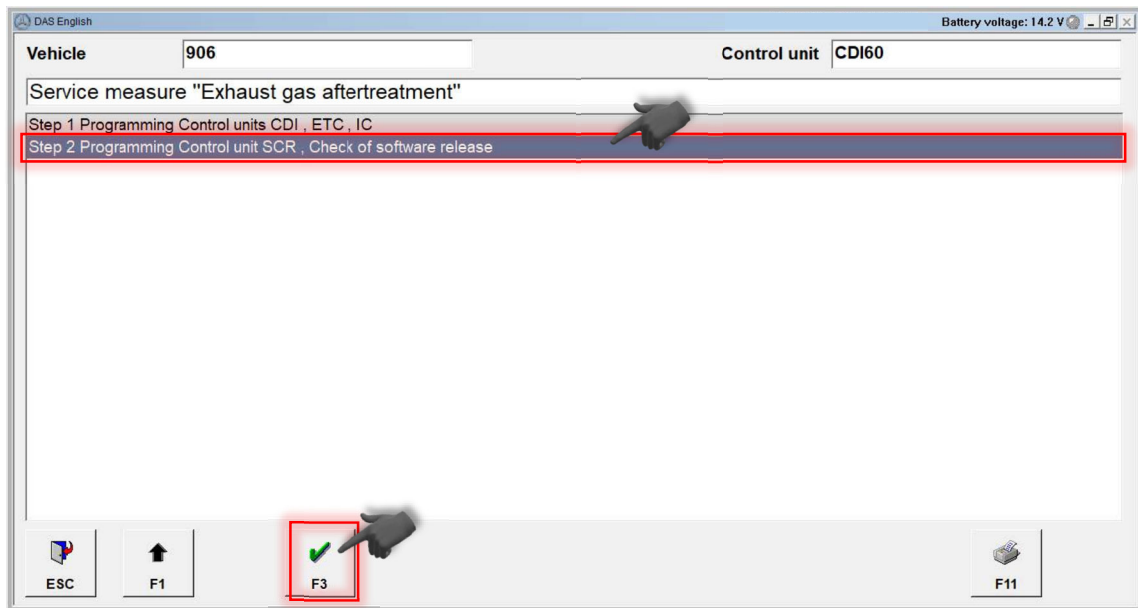 DAS English Battery voltage: 14.2 V
Vehicle 906 Control unit CDI60
Service measure "Exhaust gas aftertreatment"
Step 1 Programming Control units CDI , ETC , IC
Step 2 Programming Control unit SCR , Check of software release
ESC F1 F3 F11